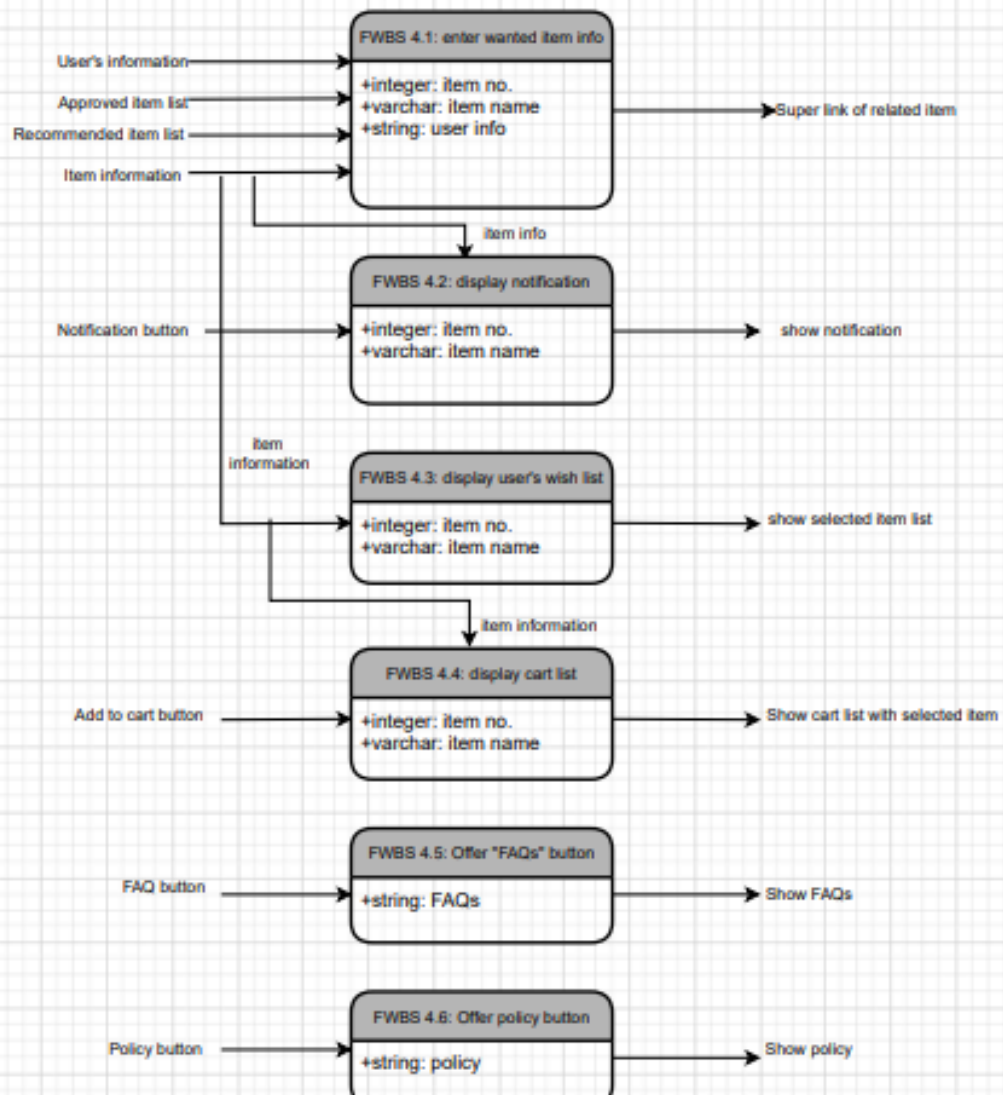 FWBS 4.1: enter wanted item info
User's information
+integer: item no.
Approved item list
+varchar: item name
Super link of related item
Recommended item list
+string: user info
Item information
item info
FWBS 4.2: display notification
Notification button
+integer: item no.
show notification
+varchar: item name
item
information
FWBS 4.3: display user's wish list
+integer: item no.
show selected item list
+varchar: item name
item information
FWBS 4.4: display cart list
Add to cart button
+integer: item no.
Show cart list with selected item
+varchar: item name
FWBS 4.5: Offer "FAQs" button
FAQ button
+string: FAQs
Show FAQs
FWBS 4.6: Offer policy button
Policy button
+string: policy
Show policy